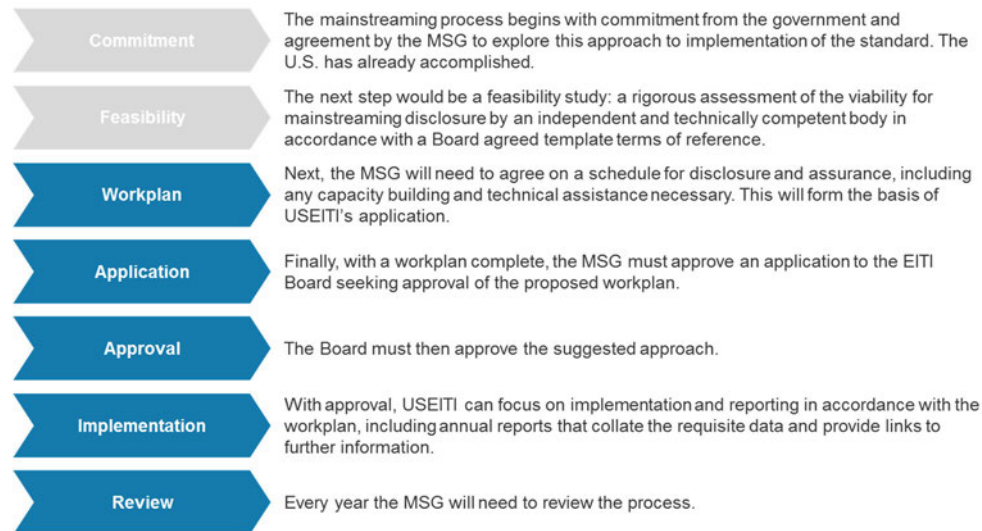 Commitment
The mainstreaming process begins with commitment from the government and
agreement by the MSG to explore this approach to implementation of the standard. The
U.S. has already accomplished.
Feasibility
The next step would be a feasibility study: a rigorous assessment of the viability for
mainstreaming disclosure by an independent and technically competent body in
accordance with a Board agreed template terms of reference.
Workplan
Next, the MSG will need to agree on a schedule for disclosure and assurance, including
any capacity building and technical assistance necessary. This will form the basis of
USEITI's application.
Application
Finally, with a workplan complete, the MSG must approve an application to the EITI
Board seeking approval of the proposed workplan.
Approval
The Board must then approve the suggested approach.
Implementation
With approval, USEITI can focus on implementation and reporting in accordance with the
workplan, including annual reports that collate the requisite data and provide links to
further information.
Review
Every year the MSG will need to review the process.